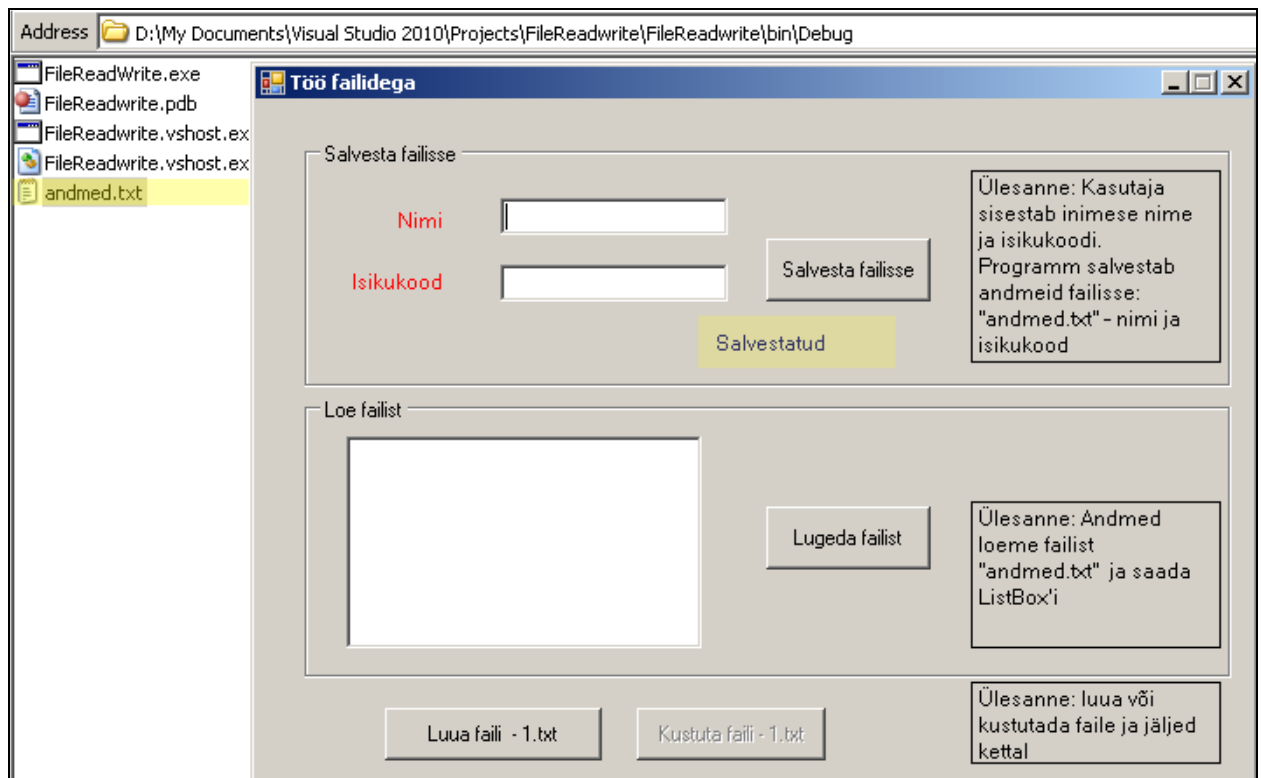 Address D:\My Documents\Visual Studio 2010\Projects\FileReadwrite\FileReadwrite\bin\Debug
FileReadWrite.exe
FileReadwrite.pdb
FileReadwrite.vshost.ex
FileReadwrite.vshost.ex
andmed.txt
Töö failidega
Salvesta failisse
Nimi
Isikukood
Salvesta failisse
Salvestatud
Ülesanne: Kasutaja
sisestab inimese nime
ja isikukoodi.
Programm salvestab
andmeid failisse:
"andmed.txt" - nimi ja
isikukood
Loe failist
Lugeda failist
Ülesanne: Andmed
loeme failist
"andmed.txt" ja saada
ListBox'i
Luua faili - 1.txt
Kustuta faili - 1.txt
Ülesanne: luua või
kustutada faile ja jäljed
kettal